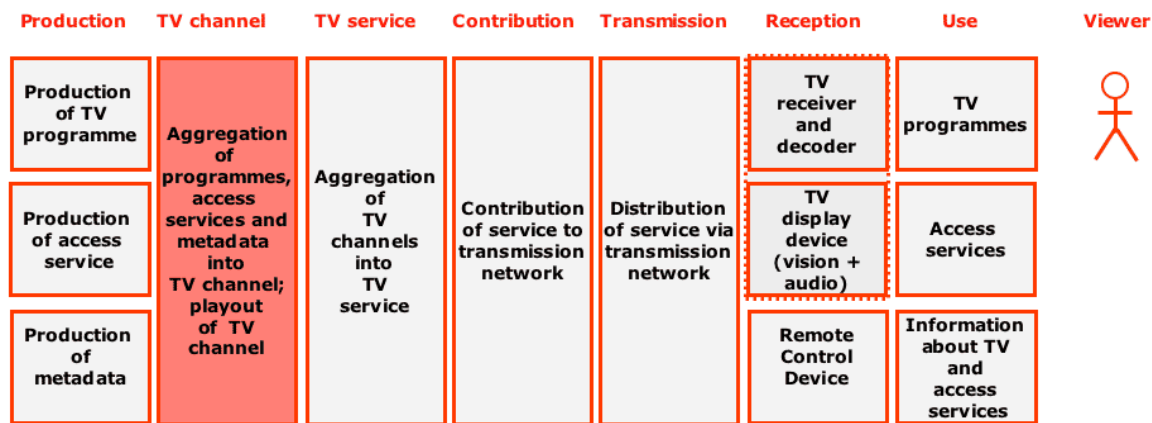 Production
TV channel
TV service
Contribution
Transmission
Reception
Use
Viewer
Production
of TV
programme
Production
of access
service
Production
of
metadata
Aggregation
of
programmes,
access
services and
metadata
into
TV channel;
playout
of TV
channel
Aggregation
of
TV
channels
into
TV
service
Contribution
of service to
transmission
network
Distribution
of service via
transmission
network
TV
receiver
and
decoder
TV
display
device
(vision +
audio)
Remote
Control
Device
TV
programmes
Access
services
Information
about TV
and
access
services